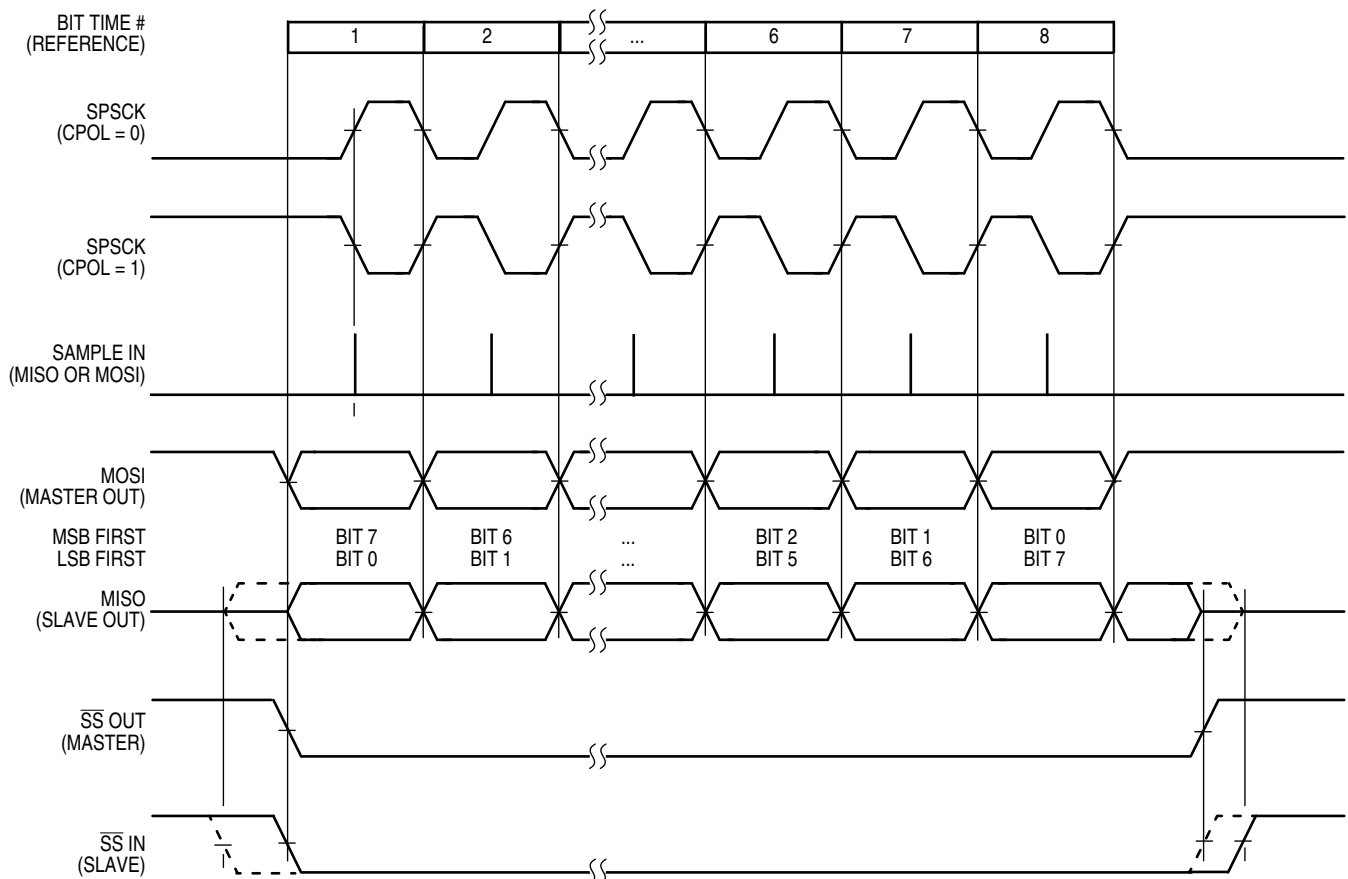 BIT TIME #
(REFERENCE)
1 2 ... 6 7 8
SPSCK
(CPOL = 0)
SPSCK
(CPOL = 1)
SAMPLE IN
(MISO OR MOSI)
MOSI
(MASTER OUT)
MSB FIRST BIT 7 BIT 6 ... BIT 2 BIT 1 BIT 0
LSB FIRST BIT 0 BIT 1 ... BIT 5 BIT 6 BIT 7
MISO
(SLAVE OUT)
S̅S̅ OUT
(MASTER)
S̅S̅ IN
(SLAVE)